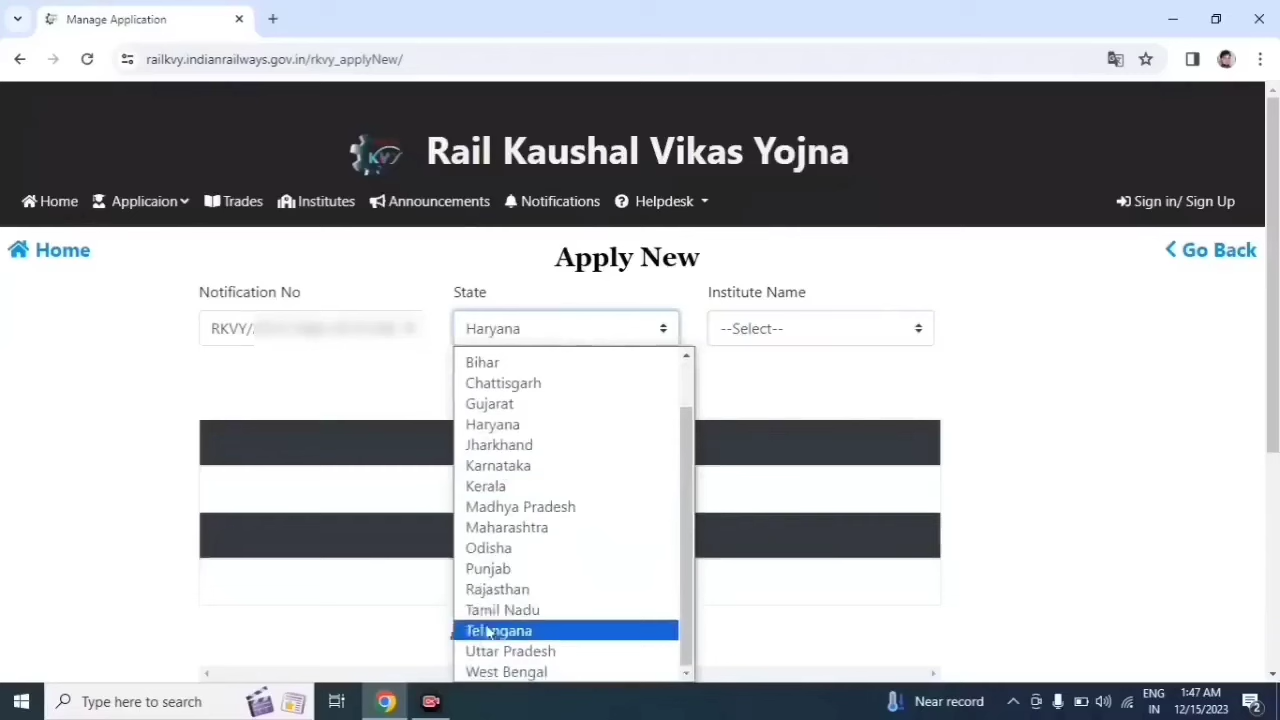 Manage Application
railkvy.indianrailways.gov.in/rkvy_applyNew/
KVY
Rail Kaushal Vikas Yojna
Home Applicaion Trades Institutes Announcements Notifications Helpdesk Sign in/ Sign Up
Home
Apply New
Go Back
Notification No State Institute Name
RKVY/ Haryana --Select--
Bihar
Chattisgarh
Gujarat
Haryana
Jharkhand
Karnataka
Kerala
Madhya Pradesh
Maharashtra
Odisha
Punjab
Rajasthan
Tamil Nadu
Telangana
Uttar Pradesh
West Bengal
Type here to search Near record ENG 1:47 AM
IN 12/15/2023 2